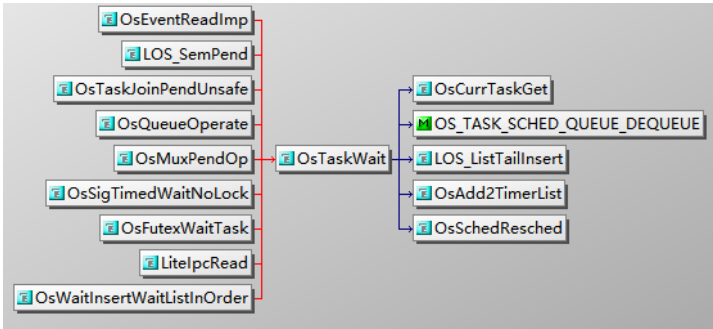 OsEventReadImp
LOS_SemPend
OsTaskJoinPendUnsafe
OsQueueOperate
OsMuxPendOp
OsSigTimedWaitNoLock
OsFutexWaitTask
LiteIpcRead
OsWaitInsertWaitListInOrder
OsTaskWait
OsCurrTaskGet
M OS_TASK_SCHED_QUEUE_DEQUEUE
LOS_ListTailInsert
OsAdd2TimerList
OsSchedResched